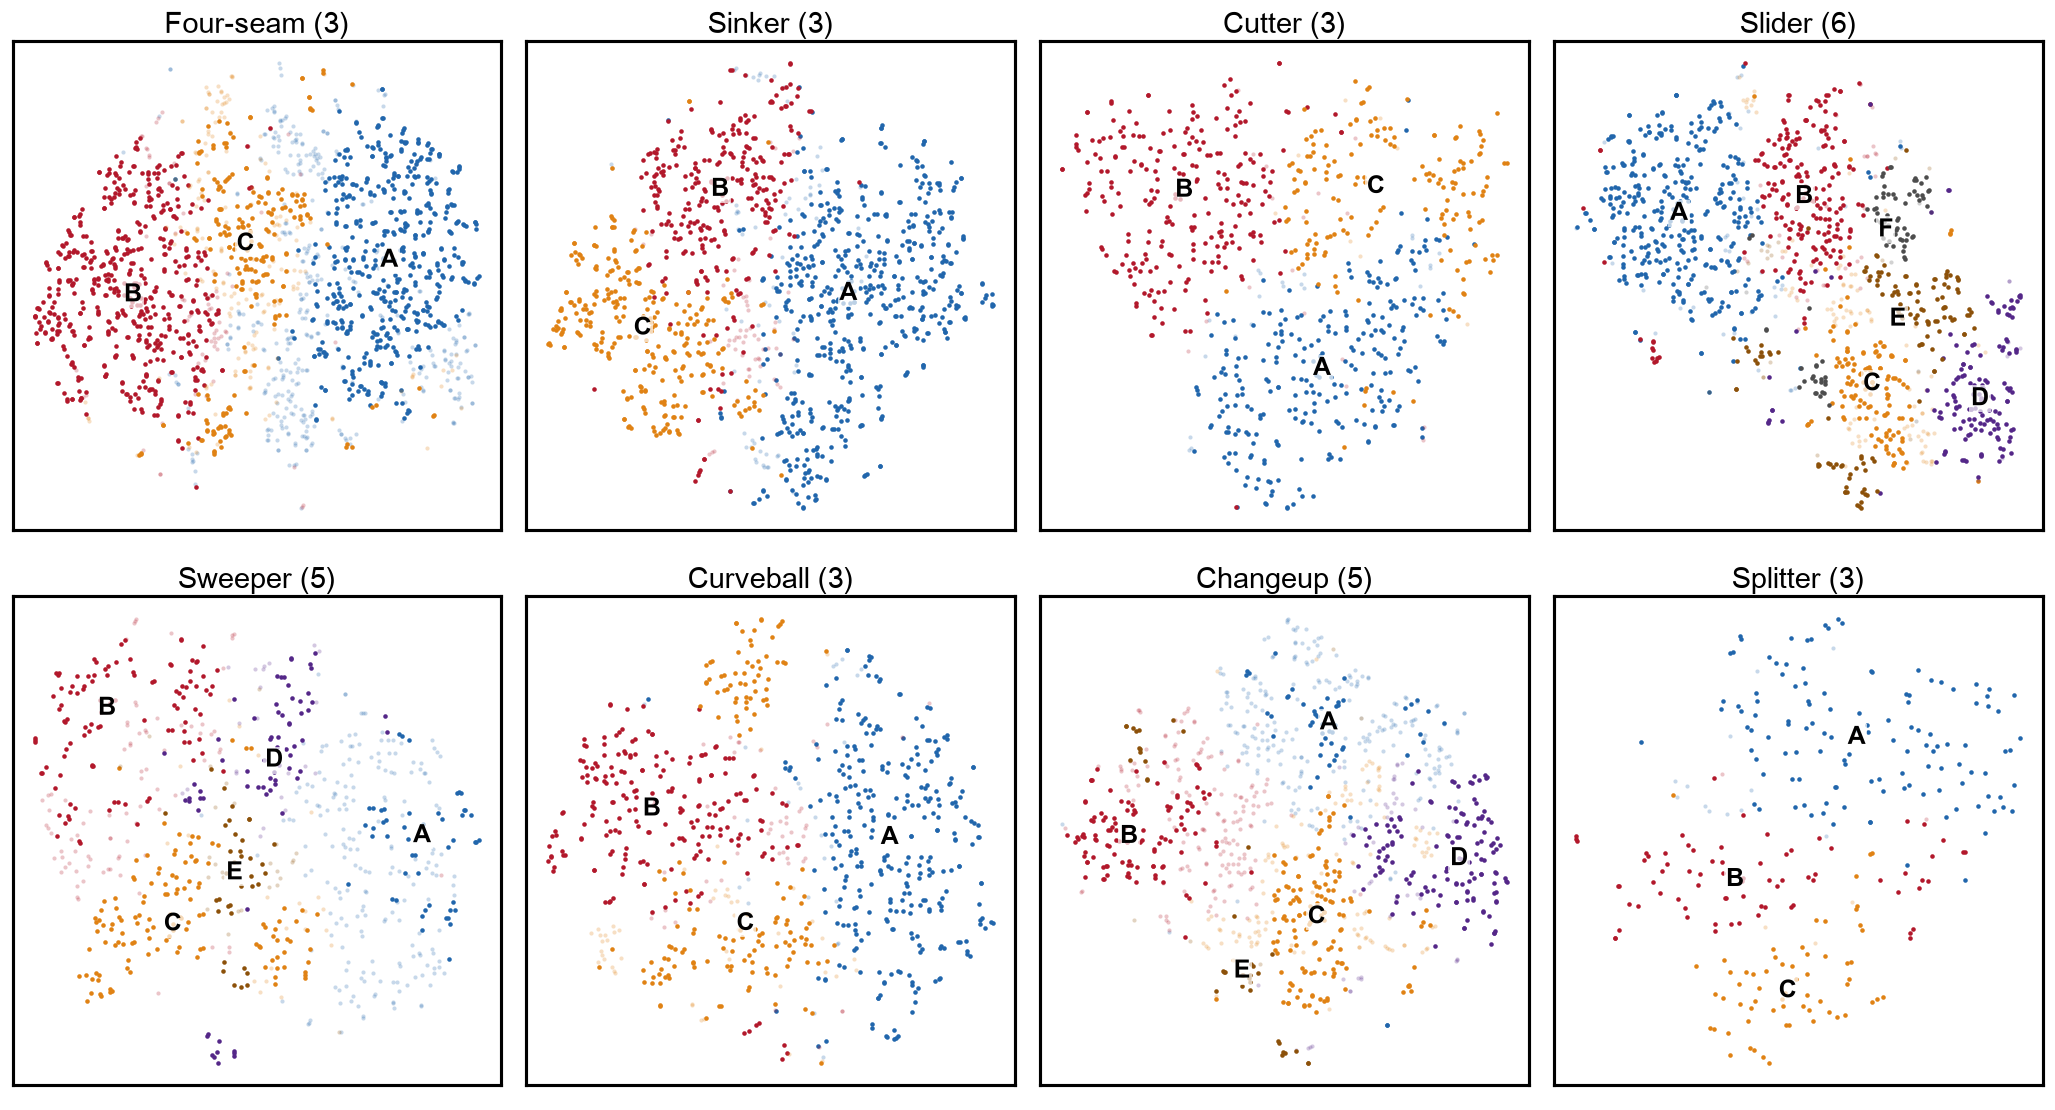 Four-seam (3)
Sinker (3)
Cutter (3)
Slider (6)
B
C
A
B
C
A
B
C
A
A
B
F
E
C
D
Sweeper (5)
Curveball (3)
Changeup (5)
Splitter (3)
B
D
A
E
C
B
A
C
A
B
D
C
E
A
B
C